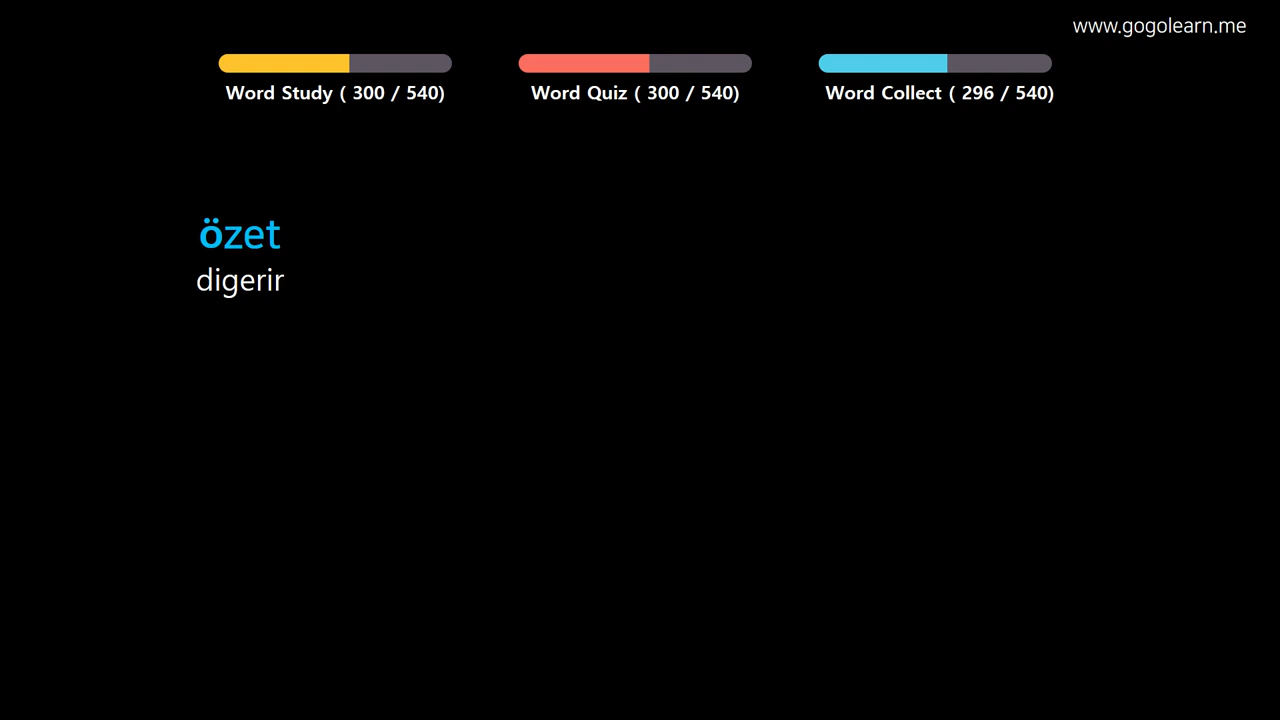 www.gogolearn.me
Word Study ( 300 / 540)
Word Quiz ( 300 / 540)
Word Collect ( 296 / 540)
özet
digerir